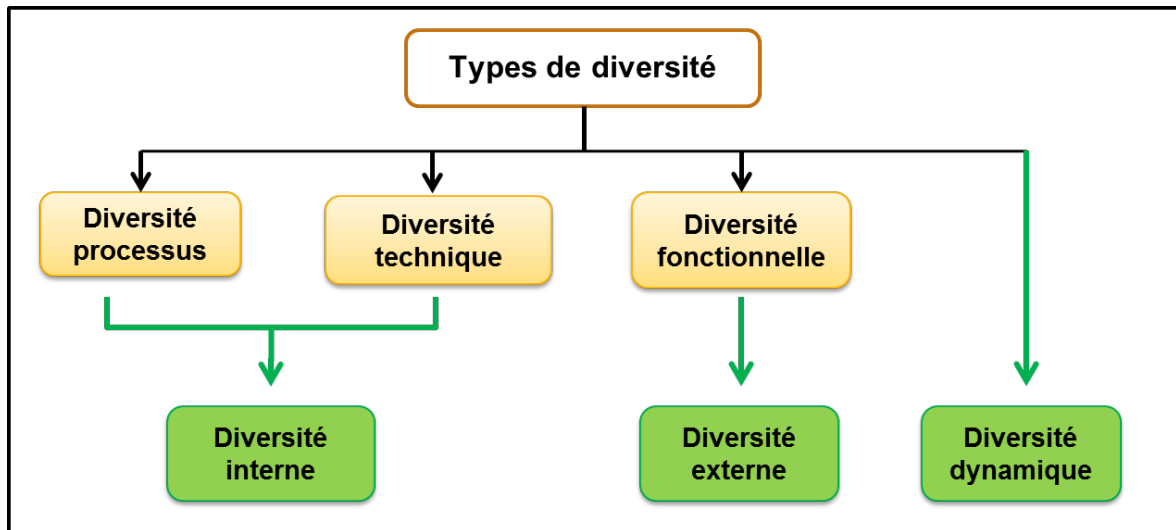 Types de diversité
Diversité
processus
Diversité
technique
Diversité
fonctionnelle
Diversité
interne
Diversité
externe
Diversité
dynamique